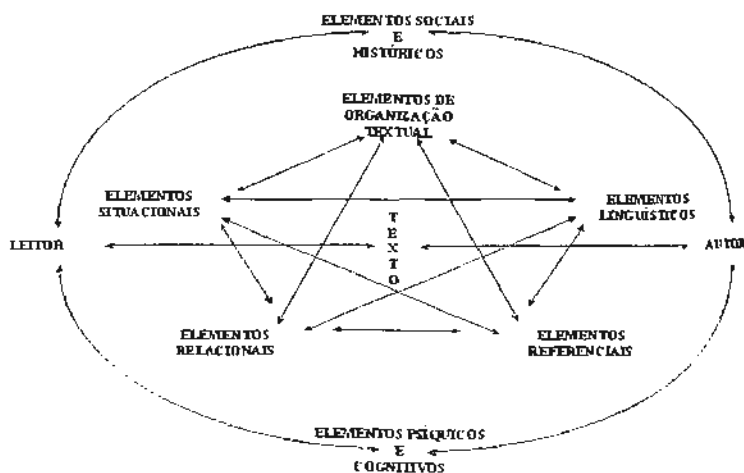 ELEMENTOS SOCIAIS
E
HISTÓRICOS
ELEMENTOS DE
ORGANIZAÇÃO
TEXTUAL
ELEMENTOS
SITUACIONAIS
ELEMENTOS
LINGUÍSTICOS
LEITOR
T
E
X
T
O
AUTOR
ELEMENTOS
RELACIONAIS
ELEMENTOS
REFERENCIAIS
ELEMENTOS PSÍQUICOS
E
COGNITIVOS